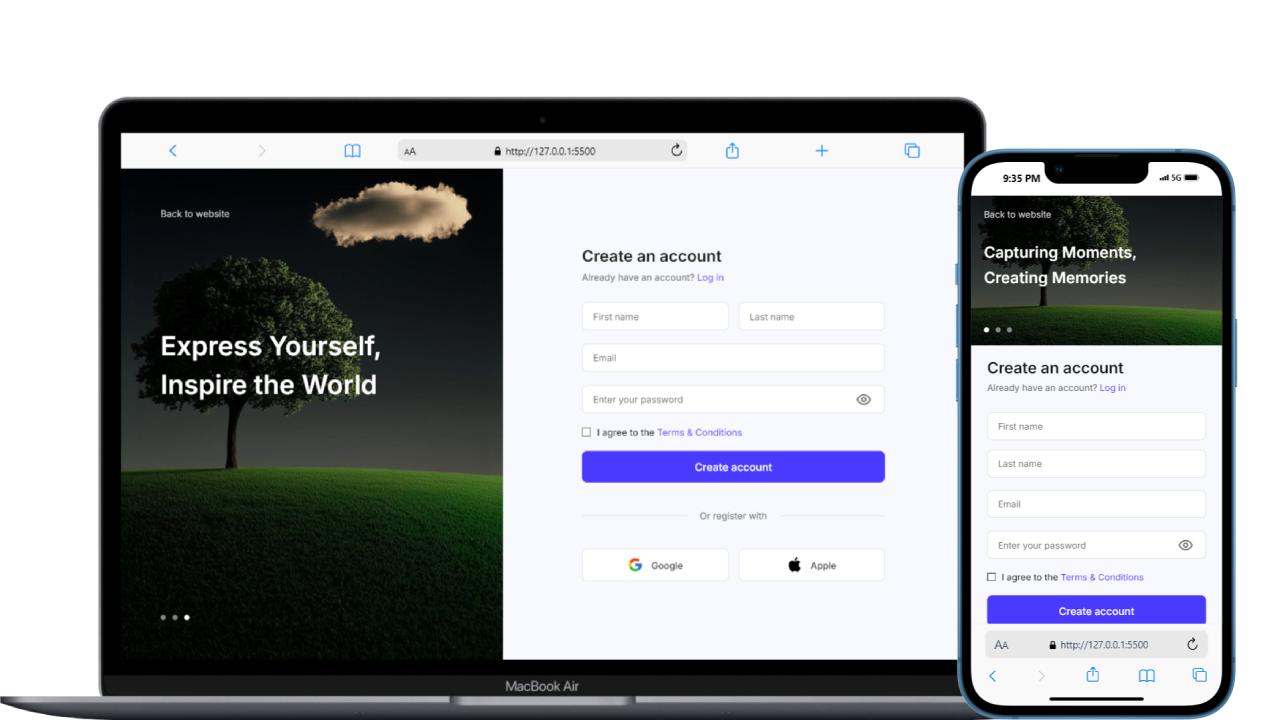 AA
http://127.0.0.1:5500
Back to website
Express Yourself,
Inspire the World
Create an account
Already have an account? Log in
First name
Last name
Email
Enter your password
I agree to the Terms & Conditions
Create account
Or register with
Google
Apple
MacBook Air
9:35 PM
5G
Back to website
Capturing Moments,
Creating Memories
Create an account
Already have an account? Log in
First name
Last name
Email
Enter your password
I agree to the Terms & Conditions
Create account
AA
http://127.0.0.1:5500